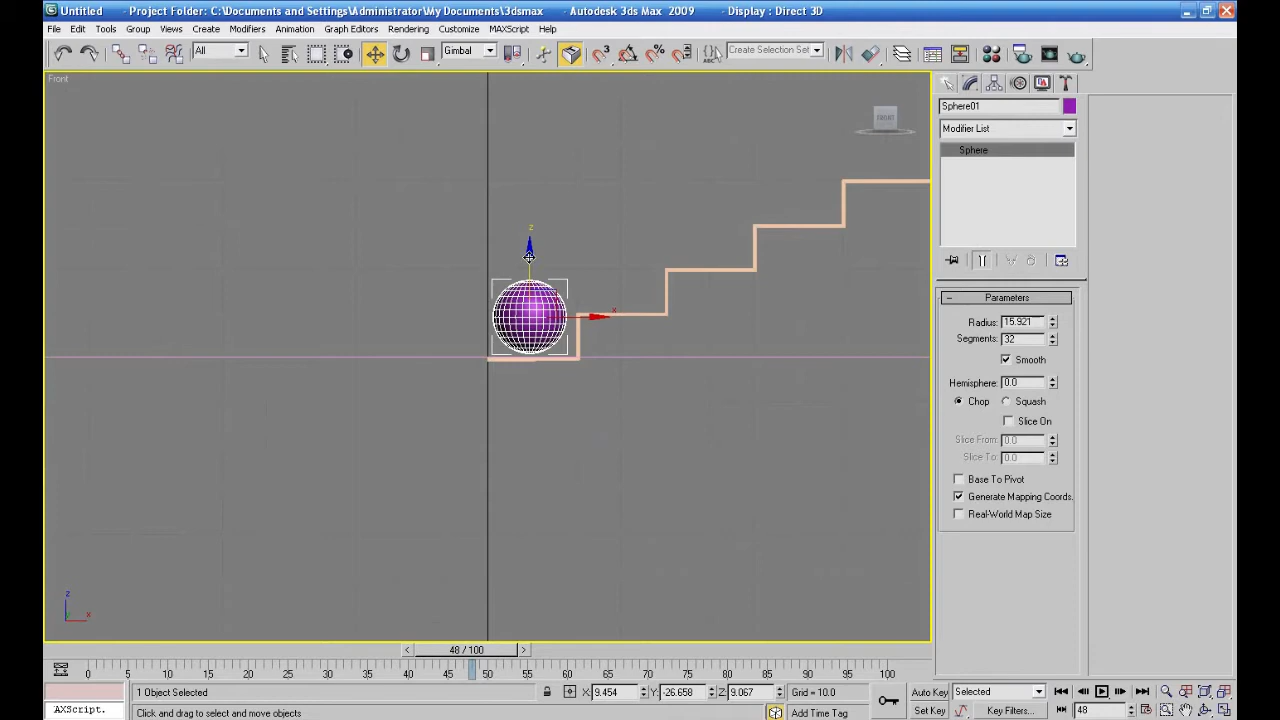 Untitled - Project Folder: C:\Documents and Settings\Administrator\My Documents\3dsmax - Autodesk 3ds Max 2009 - Display : Direct 3D
File Edit Tools Group Views Create Modifiers Animation Graph Editors Rendering Customize MAXScript Help
All
Gimbal
Create Selection Set
Front
FRONT
Sphere01
Modifier List
Sphere
z
x
Parameters
Radius: 15.921
Segments: 32
Smooth
Hemisphere: 0.0
Chop Squash
Slice On
Slice From: 0.0
Slice To: 0.0
Base To Pivot
Generate Mapping Coords.
Real-World Map Size
z
x
48 / 100
0 5 10 15 20 25 30 35 40 45 50 55 60 65 70 75 80 85 90 95 100
1 Object Selected X: 9.454 Y: -26.658 Z: 9.067 Grid = 10.0 Auto Key Selected
AXScript. Click and drag to select and move objects Add Time Tag Set Key Key Filters... 48